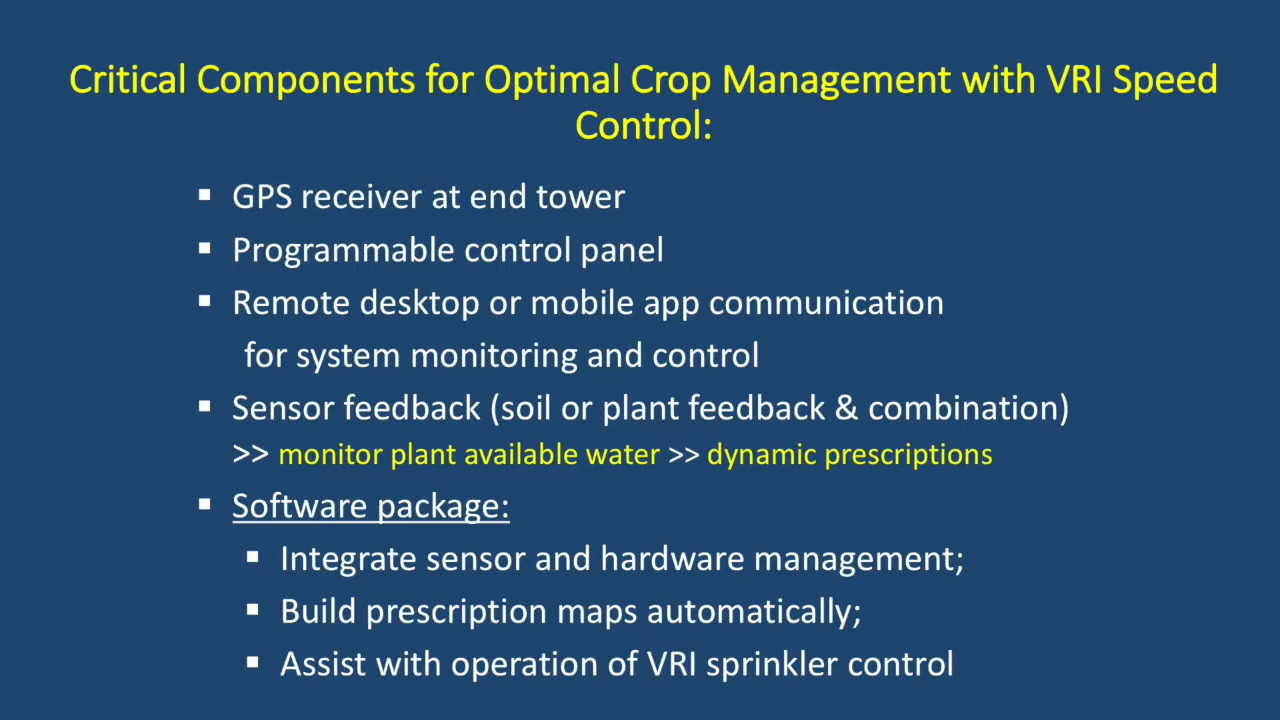 Critical Components for Optimal Crop Management with VRI Speed
Control:
▪ GPS receiver at end tower
▪ Programmable control panel
▪ Remote desktop or mobile app communication
for system monitoring and control
▪ Sensor feedback (soil or plant feedback & combination)
>> monitor plant available water >> dynamic prescriptions
▪ Software package:
▪ Integrate sensor and hardware management;
▪ Build prescription maps automatically;
▪ Assist with operation of VRI sprinkler control